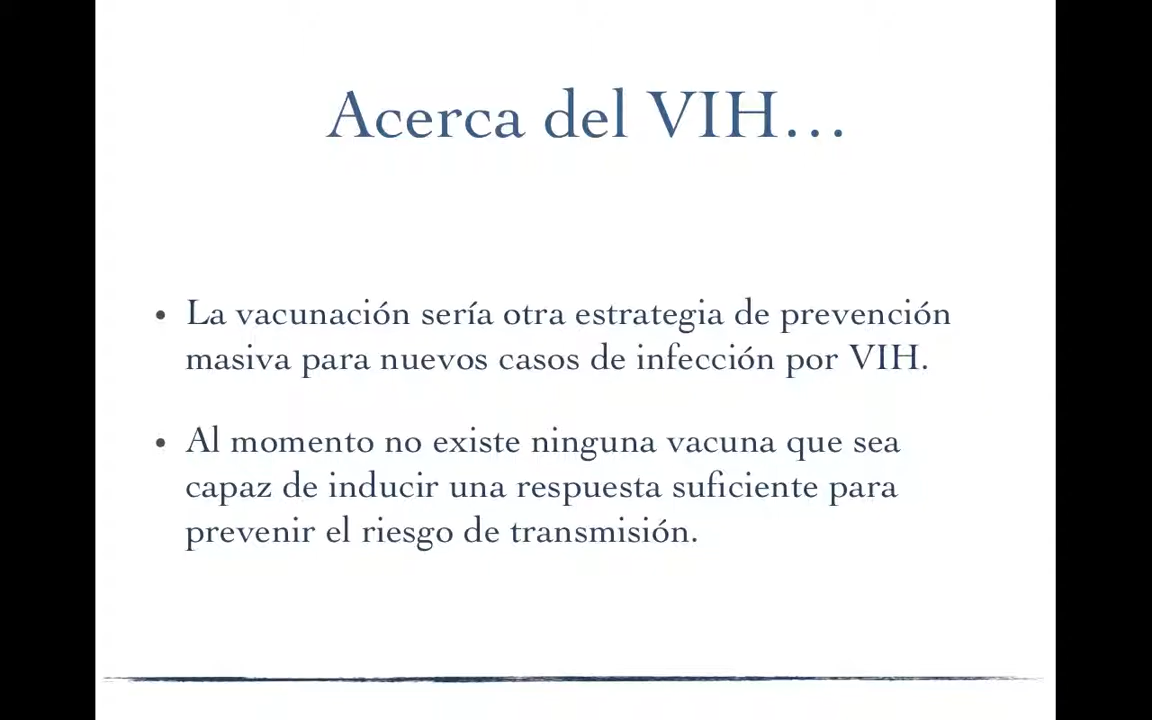 Acerca del VIH...
• La vacunación sería otra estrategia de prevención
masiva para nuevos casos de infección por VIH.
• Al momento no existe ninguna vacuna que sea
capaz de inducir una respuesta suficiente para
prevenir el riesgo de transmisión.